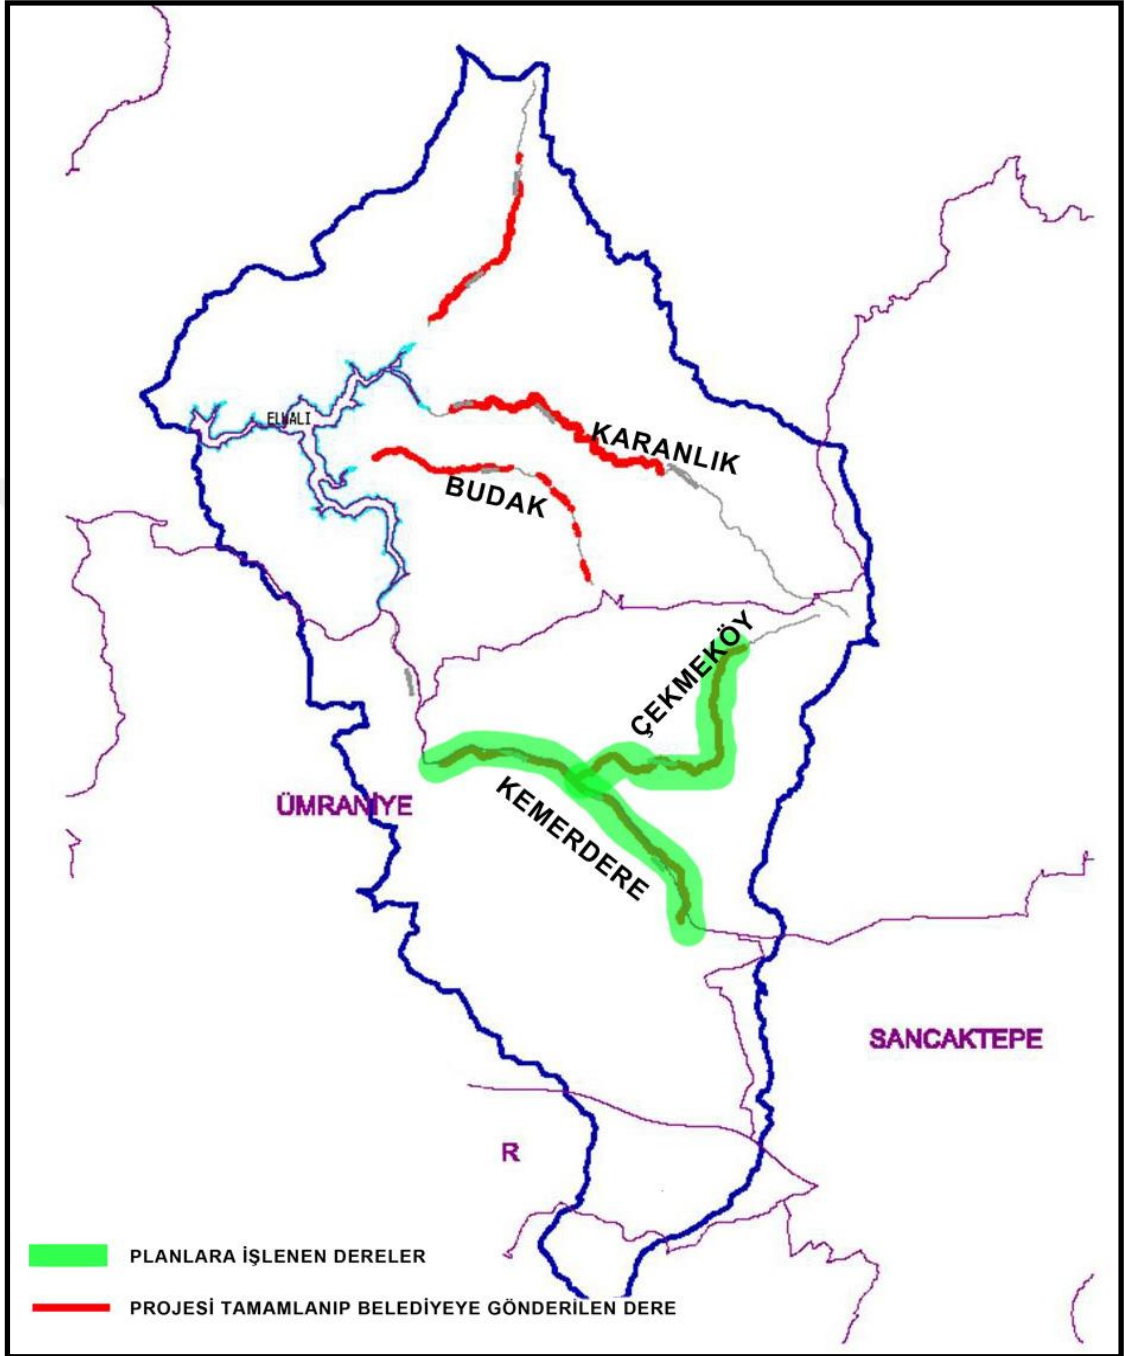 ELMALI
KARANLIK
BUDAK
ÇEKMEKÖY
KEMERDERE
ÜMRANİYE
SANCAKTEPE
R
PLANLARA İŞLENEN DERELER
PROJESİ TAMAMLANIP BELEDİYEYE GÖNDERİLEN DERE